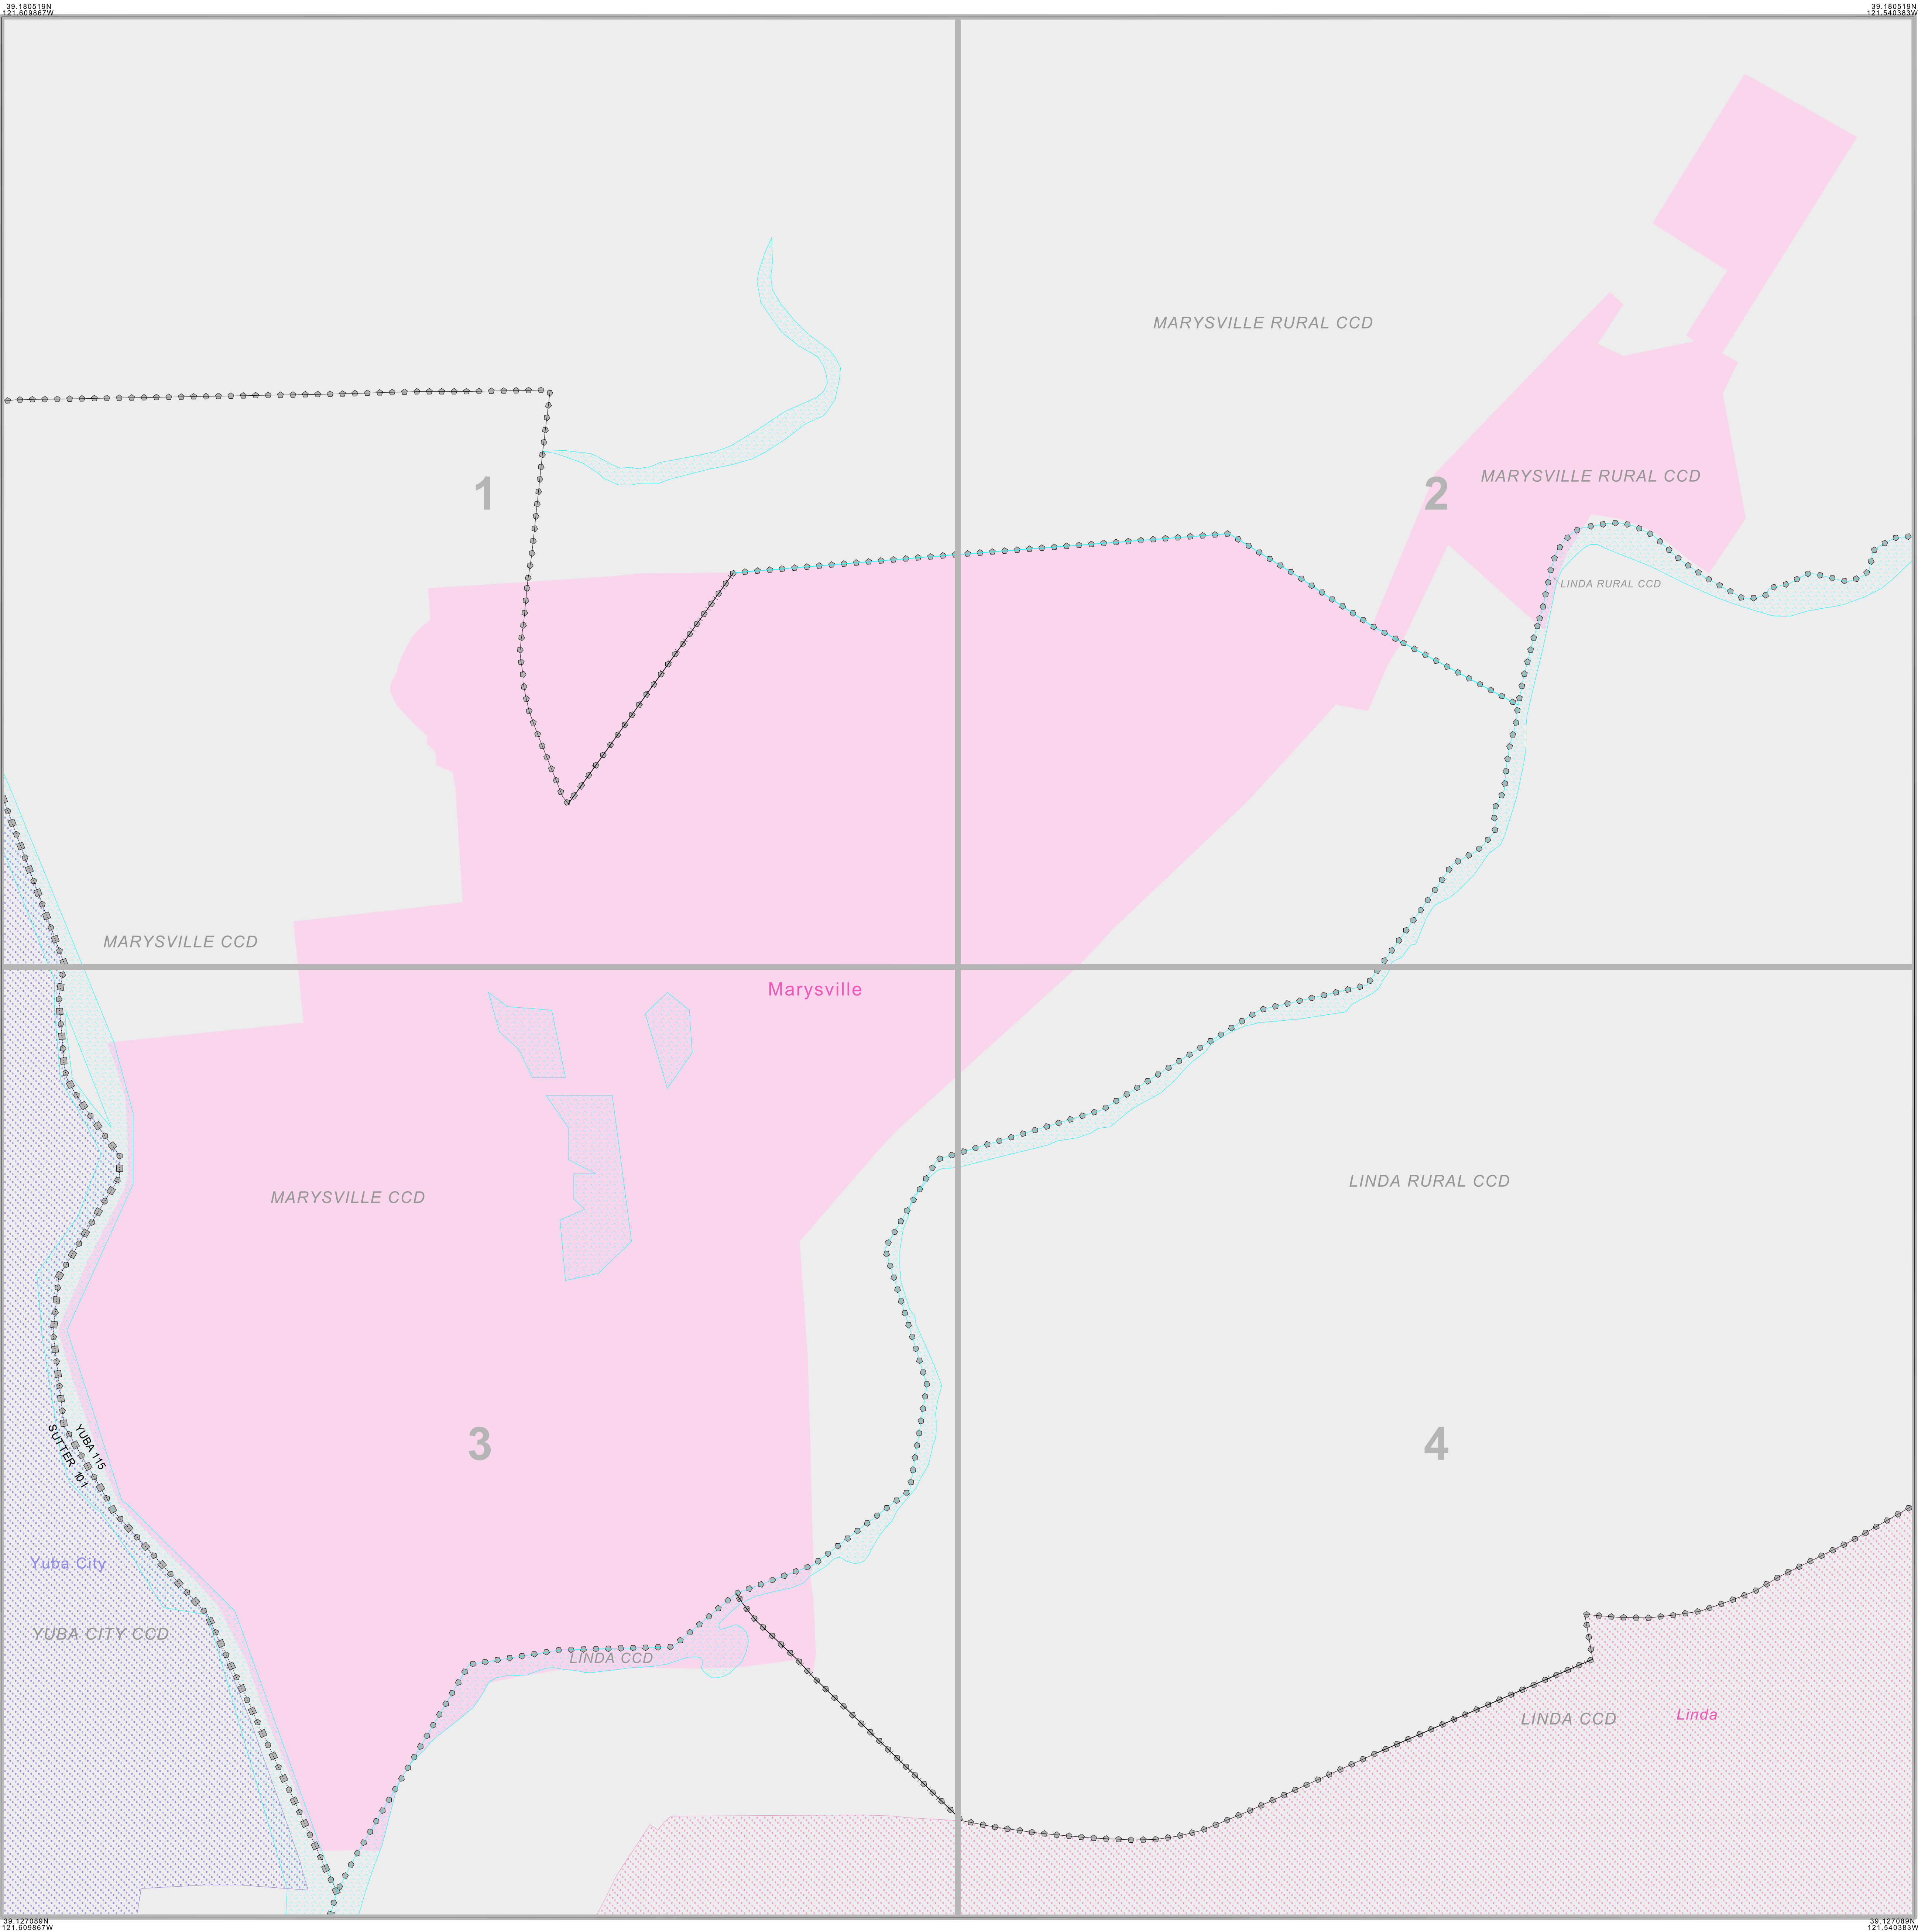 39.180519N
121.609867W
39.180519N
121.540383W
MARYSVILLE RURAL CCD
MARYSVILLE RURAL CCD
1
2
LINDA RURAL CCD
MARYSVILLE CCD
Marysville
LINDA RURAL CCD
MARYSVILLE CCD
YUBA 115
SUTTER 101
3
4
Yuba City
YUBA CITY CCD
LINDA CCD
Linda
LINDA CCD
39.127089N
121.609867W
39.127089N
121.540383W